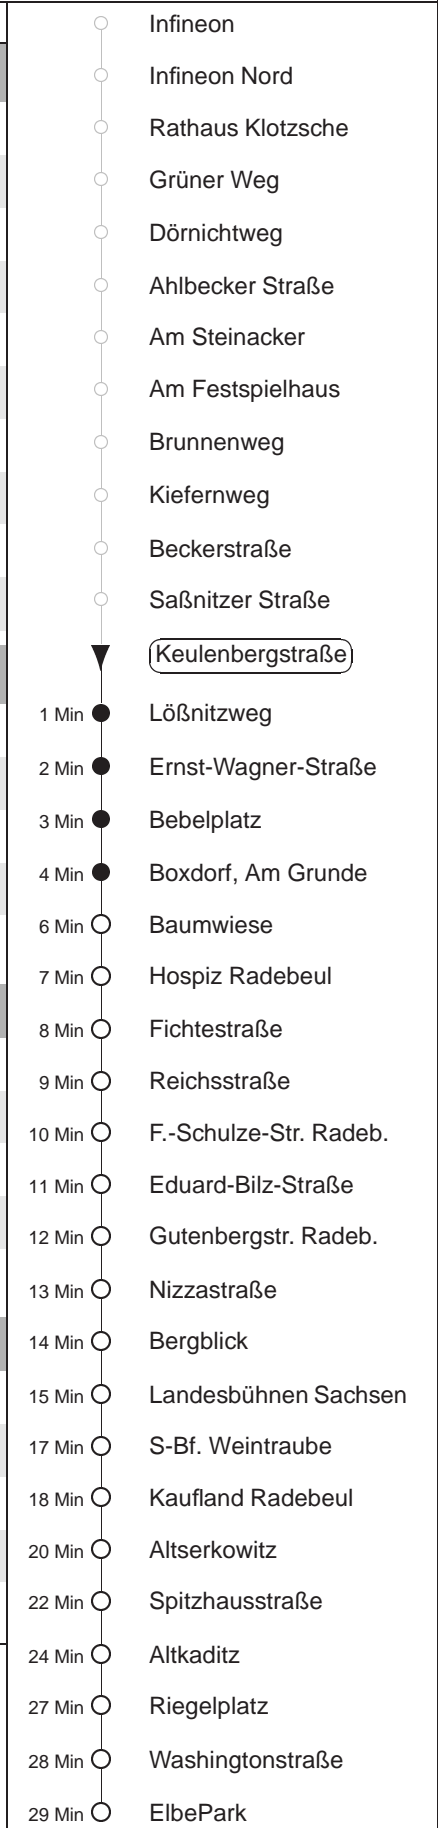 Infineon
Infineon Nord
Rathaus Klotzsche
Grüner Weg
Dörnichtweg
Ahlbecker Straße
Am Steinacker
Am Festspielhaus
Brunnenweg
Kiefernweg
Beckerstraße
Saßnitzer Straße
Keulenbergstraße
1 Min Lößnitzweg
2 Min Ernst-Wagner-Straße
3 Min Bebelplatz
4 Min Boxdorf, Am Grunde
6 Min Baumwiese
7 Min Hospiz Radebeul
8 Min Fichtestraße
9 Min Reichsstraße
10 Min F.-Schulze-Str. Radeb.
11 Min Eduard-Bilz-Straße
12 Min Gutenbergstr. Radeb.
13 Min Nizzastraße
14 Min Bergblick
15 Min Landesbühnen Sachsen
17 Min S-Bf. Weintraube
18 Min Kaufland Radebeul
20 Min Altserkowitz
22 Min Spitzhausstraße
24 Min Altkaditz
27 Min Riegelplatz
28 Min Washingtonstraße
29 Min ElbePark